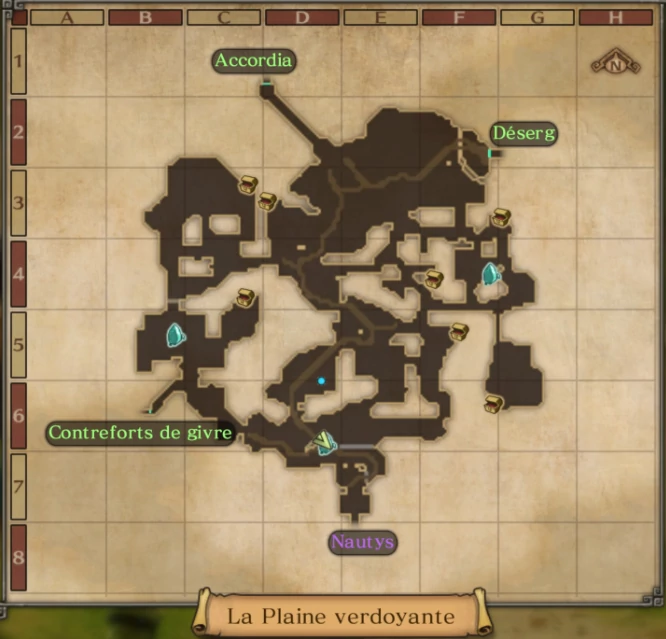 A B C D E F G H
1
Accordia
N
2
Déserg
3
4
5
6
Contreforts de givre
7
Nautys
8
La Plaine verdoyante